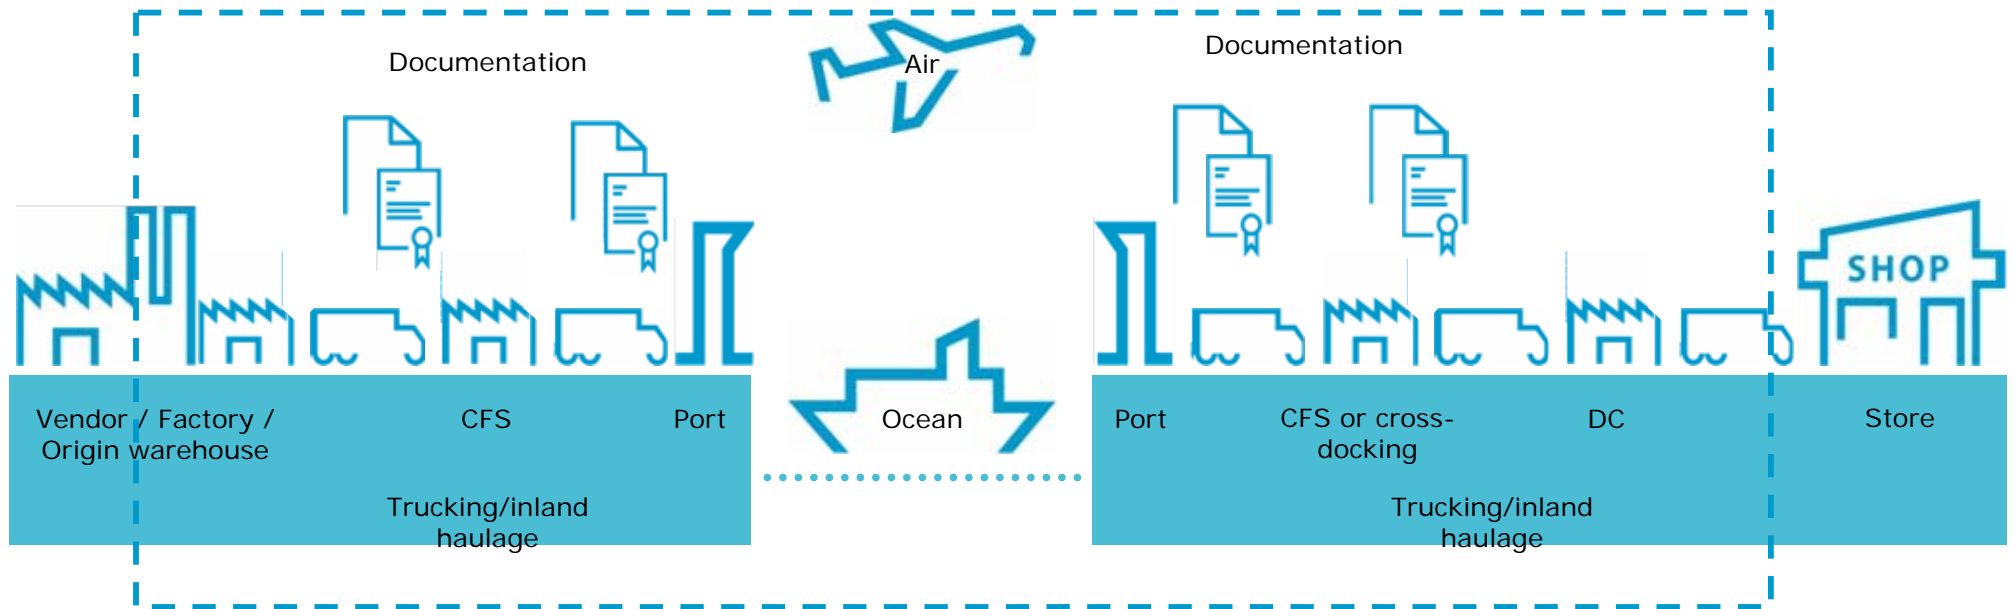 Documentation
Air
Documentation
SHOP
Vendor / Factory /
Origin warehouse
CFS
Port
Ocean
Port
CFS or cross-
docking
DC
Store
Trucking/inland
haulage
Trucking/inland
haulage